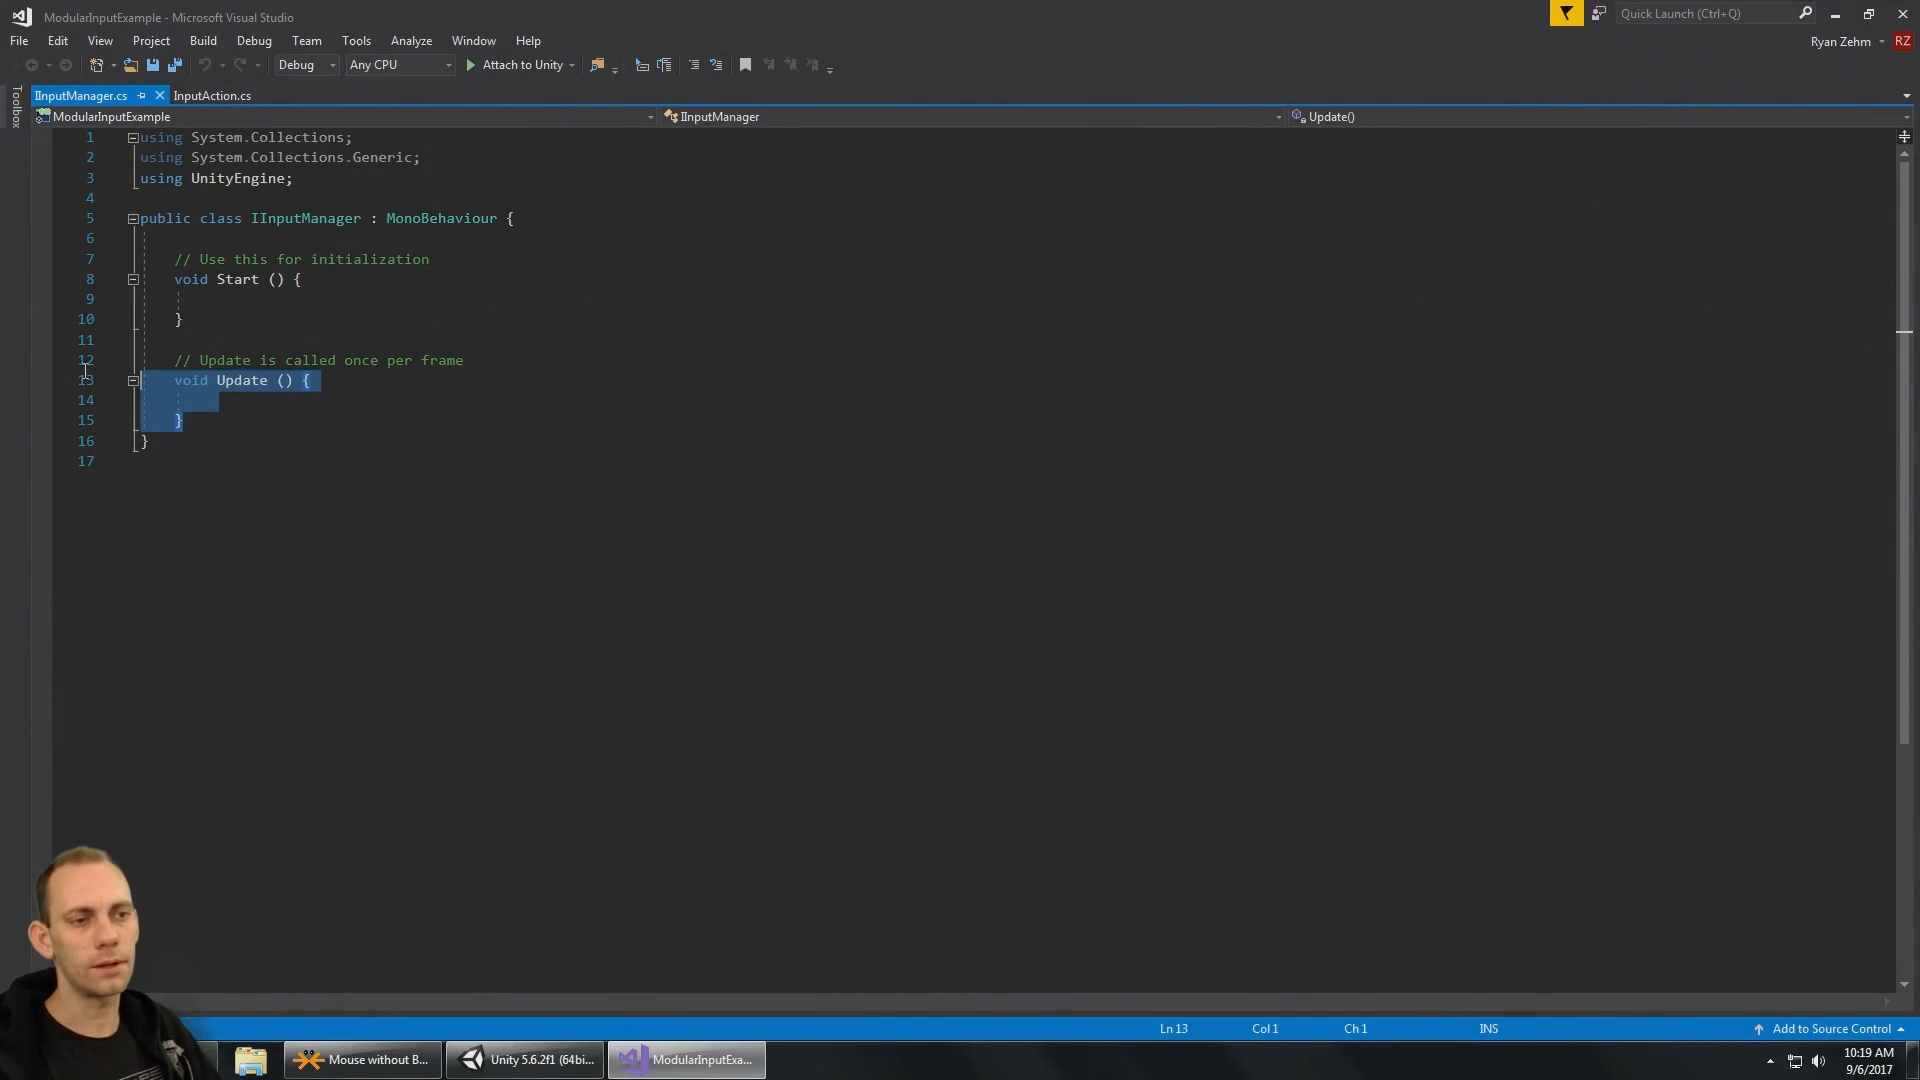 ModularInputExample - Microsoft Visual Studio
Quick Launch (Ctrl+Q)
File Edit View Project Build Debug Team Tools Analyze Window Help
Ryan Zehm RZ
Debug Any CPU Attach to Unity
Toolbox
IInputManager.cs InputAction.cs
ModularInputExample IInputManager Update()
1 using System.Collections;
2 using System.Collections.Generic;
3 using UnityEngine;
4
5 public class IInputManager : MonoBehaviour {
6
7 // Use this for initialization
8 void Start () {
9
10 }
11
12 // Update is called once per frame
13 void Update () {
14
15 }
16 }
17
Ln 13 Col 1 Ch 1 INS Add to Source Control
Mouse without B... Unity 5.6.2f1 (64bi... ModularInputExa...
10:19 AM
9/6/2017